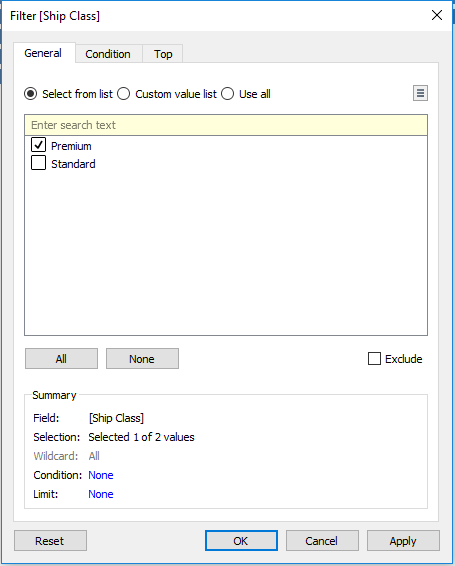 Filter [Ship Class]
General Condition Top
Select from list Custom value list Use all
Enter search text
Premium
Standard
All None Exclude
Summary
Field: [Ship Class]
Selection: Selected 1 of 2 values
Wildcard: All
Condition: None
Limit: None
Reset OK Cancel Apply